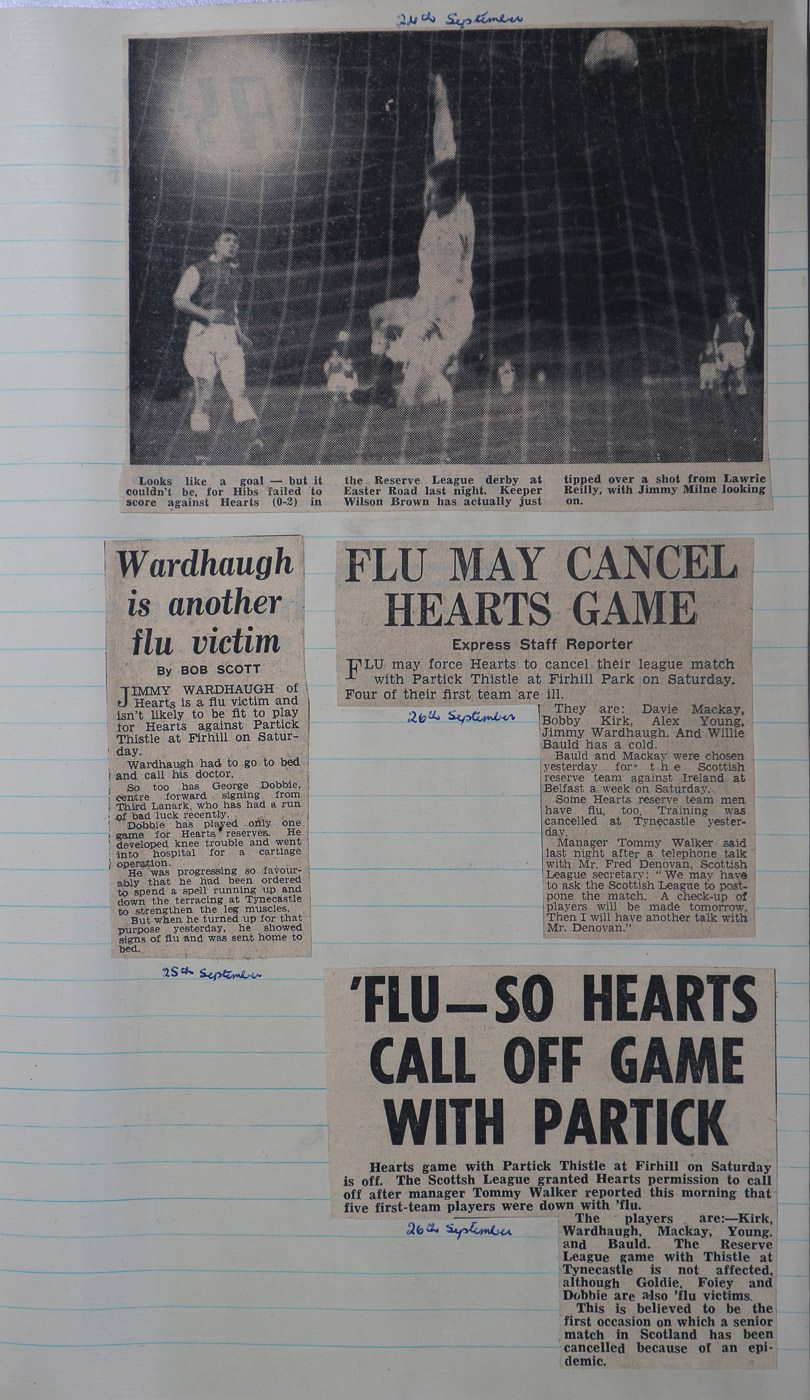 24th September
Looks like a goal — but it
couldn't be, for Hibs failed to
score against Hearts (0-2) in
the Reserve League derby at
Easter Road last night. Keeper
Wilson Brown has actually just
tipped over a shot from Lawrie
Reilly, with Jimmy Milne looking
on.
Wardhaugh
is another
flu victim
By BOB SCOTT
JIMMY WARDHAUGH of
Hearts is a flu victim and
isn't likely to be fit to play
for Hearts against Partick
Thistle at Firhill on Satur-
day.
Wardhaugh had to go to bed
and call his doctor.
So too has George Dobbie,
centre forward signing from
Third Lanark, who has had a run
of bad luck recently.
Dobbie has played only one
game for Hearts' reserves. He
developed knee trouble and went
into hospital for a cartilage
operation.
He was progressing so favour-
ably that he had been ordered
to spend a spell running up and
down the terracing at Tynecastle
to strengthen the leg muscles.
But when he turned up for that
purpose yesterday, he showed
signs of flu and was sent home to
bed.
25th September
FLU MAY CANCEL
HEARTS GAME
Express Staff Reporter
FLU may force Hearts to cancel their league match
with Partick Thistle at Firhill Park on Saturday.
Four of their first team are ill.
26th September
They are: Davie Mackay,
Bobby Kirk, Alex Young,
Jimmy Wardhaugh. And Willie
Bauld has a cold.
Bauld and Mackay were chosen
yesterday for the Scottish
reserve team against Ireland at
Belfast a week on Saturday.
Some Hearts reserve team men
have flu, too. Training was
cancelled at Tynecastle yester-
day.
Manager Tommy Walker said
last night after a telephone talk
with Mr. Fred Denovan, Scottish
League secretary: "We may have
to ask the Scottish League to post-
pone the match. A check-up of
players will be made tomorrow.
Then I will have another talk with
Mr. Denovan."
'FLU—SO HEARTS
CALL OFF GAME
WITH PARTICK
Hearts game with Partick Thistle at Firhill on Saturday
is off. The Scottsh League granted Hearts permission to call
off after manager Tommy Walker reported this morning that
five first-team players were down with 'flu.
26th September
The players are:—Kirk,
Wardhaugh, Mackay, Young,
and Bauld. The Reserve
League game with Thistle at
Tynecastle is not affected,
although Goldie, Foley and
Dobbie are also 'flu victims.
This is believed to be the
first occasion on which a senior
match in Scotland has been
cancelled because of an epi-
demic.